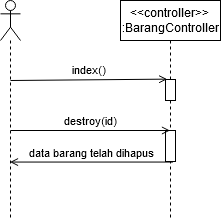 <<controller>>
:BarangController
index()
destroy(id)
data barang telah dihapus